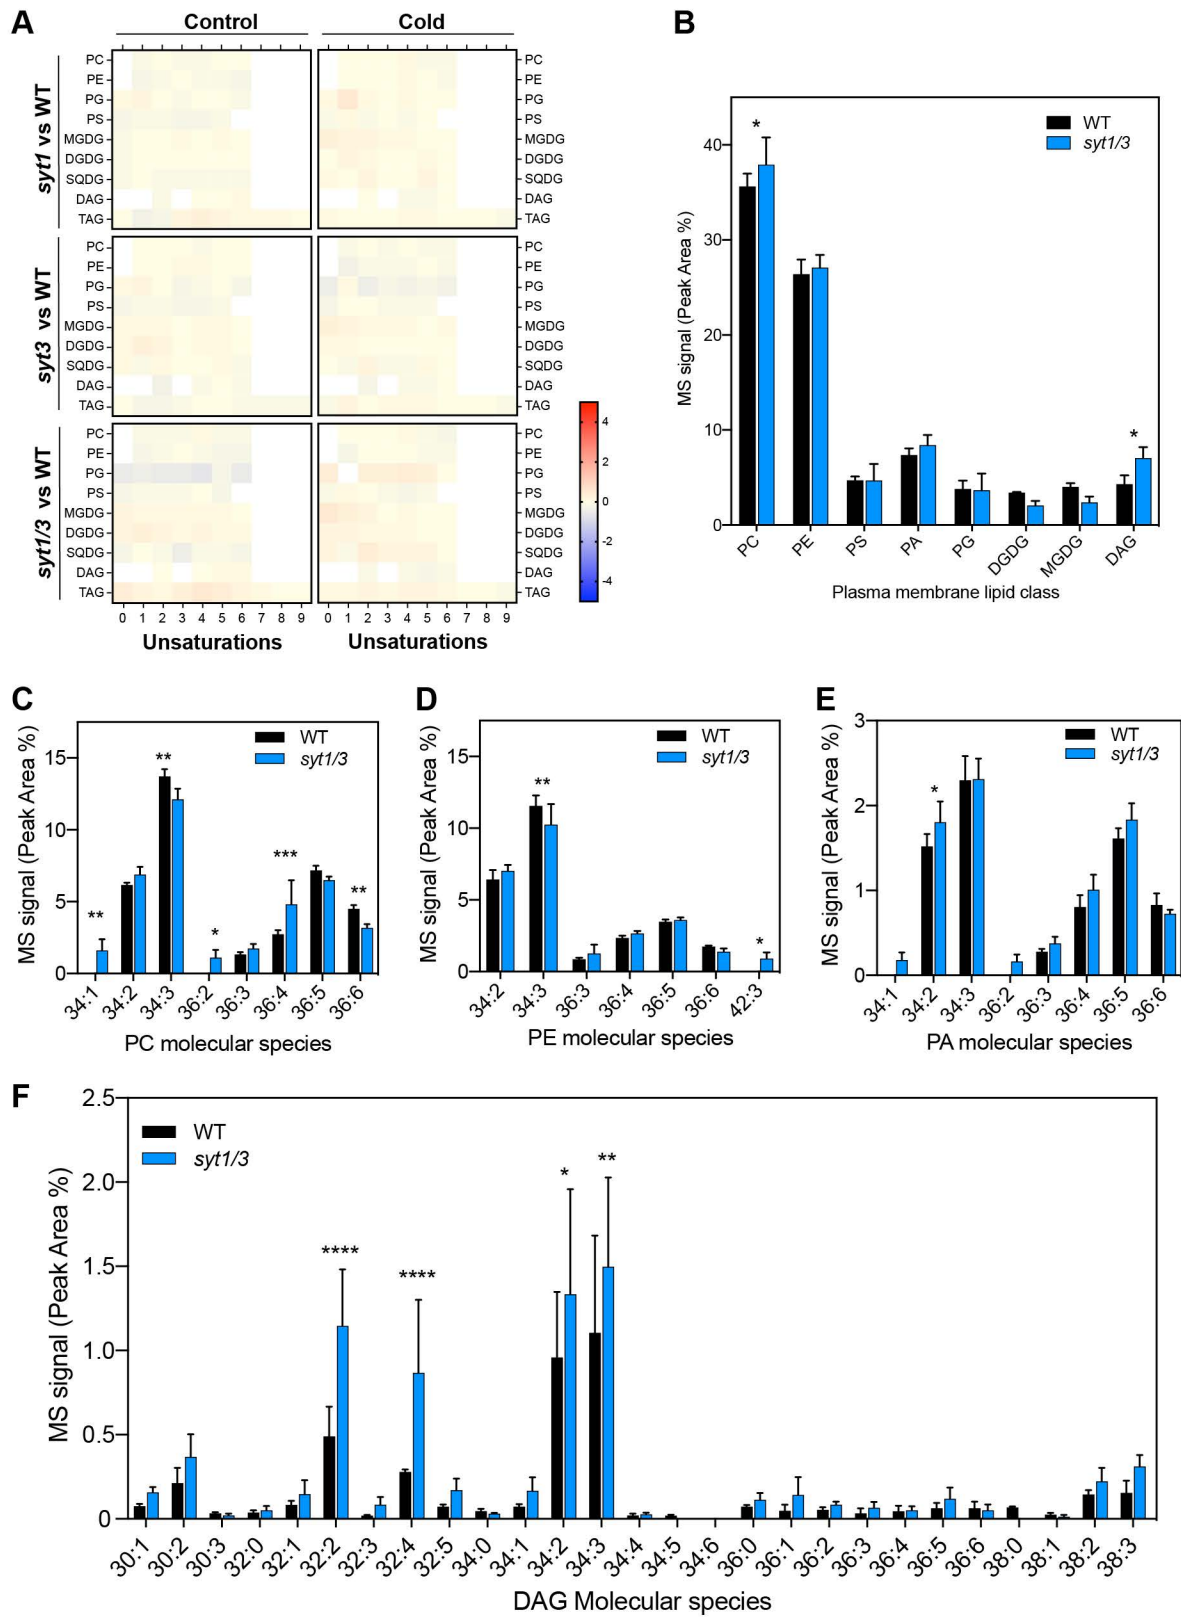 A
Control
Cold
syt1 vs WT
PC
PE
PG
PS
MGDG
DGDG
SQDG
DAG
TAG
PC
PE
PG
PS
MGDG
DGDG
SQDG
DAG
TAG
syt3 vs WT
PC
PE
PG
PS
MGDG
DGDG
SQDG
DAG
TAG
PC
PE
PG
PS
MGDG
DGDG
SQDG
DAG
TAG
syt1/3 vs WT
PC
PE
PG
PS
MGDG
DGDG
SQDG
DAG
TAG
PC
PE
PG
PS
MGDG
DGDG
SQDG
DAG
TAG
0 1 2 3 4 5 6 7 8 9
0 1 2 3 4 5 6 7 8 9
Unsaturations
Unsaturations
4
2
0
-2
-4
B
MS signal (Peak Area %)
40
30
20
10
0
WT
syt1/3
*
*
PC PE PS PA PG DGDG MGDG DAG
Plasma membrane lipid class
C
MS signal (Peak Area %)
15
10
5
0
WT
syt1/3
** ** * *** **
34:1 34:2 34:3 36:2 36:3 36:4 36:5 36:6
PC molecular species
D
MS signal (Peak Area %)
15
10
5
0
WT
syt1/3
** *
34:2 34:3 36:3 36:4 36:5 36:6 42:3
PE molecular species
E
MS signal (Peak Area %)
3
2
1
0
WT
syt1/3
*
34:1 34:2 34:3 36:2 36:3 36:4 36:5 36:6
PA molecular species
F
MS signal (Peak Area %)
2.5
2.0
1.5
1.0
0.5
0
WT
syt1/3
**** **** * **
30:1 30:2 30:3 32:0 32:1 32:2 32:3 32:4 32:5 34:0 34:1 34:2 34:3 34:4 34:5 34:6 36:0 36:1 36:2 36:3 36:4 36:5 36:6 38:0 38:1 38:2 38:3
DAG Molecular species